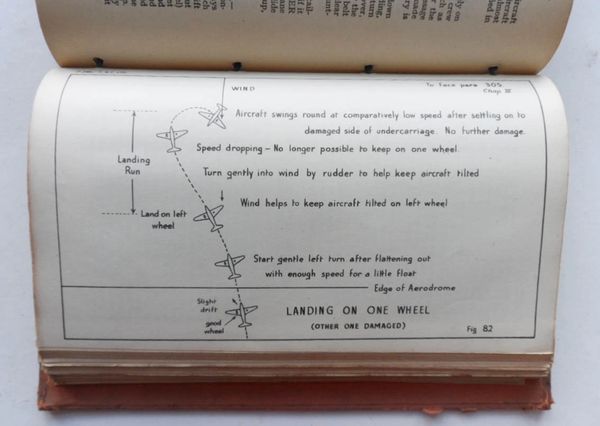 WIND
To face para 305
Chap III
Aircraft swings round at comparatively low speed after settling on to
damaged side of undercarriage. No further damage.
Speed dropping – No longer possible to keep on one wheel.
Landing
Run
Turn gently into wind by rudder to help keep aircraft tilted
Wind helps to keep aircraft tilted on left wheel
Land on left
wheel
Start gentle left turn after flattening out
with enough speed for a little float
Edge of Aerodrome
Slight
drift
good
wheel
LANDING ON ONE WHEEL
(OTHER ONE DAMAGED)
Fig 82